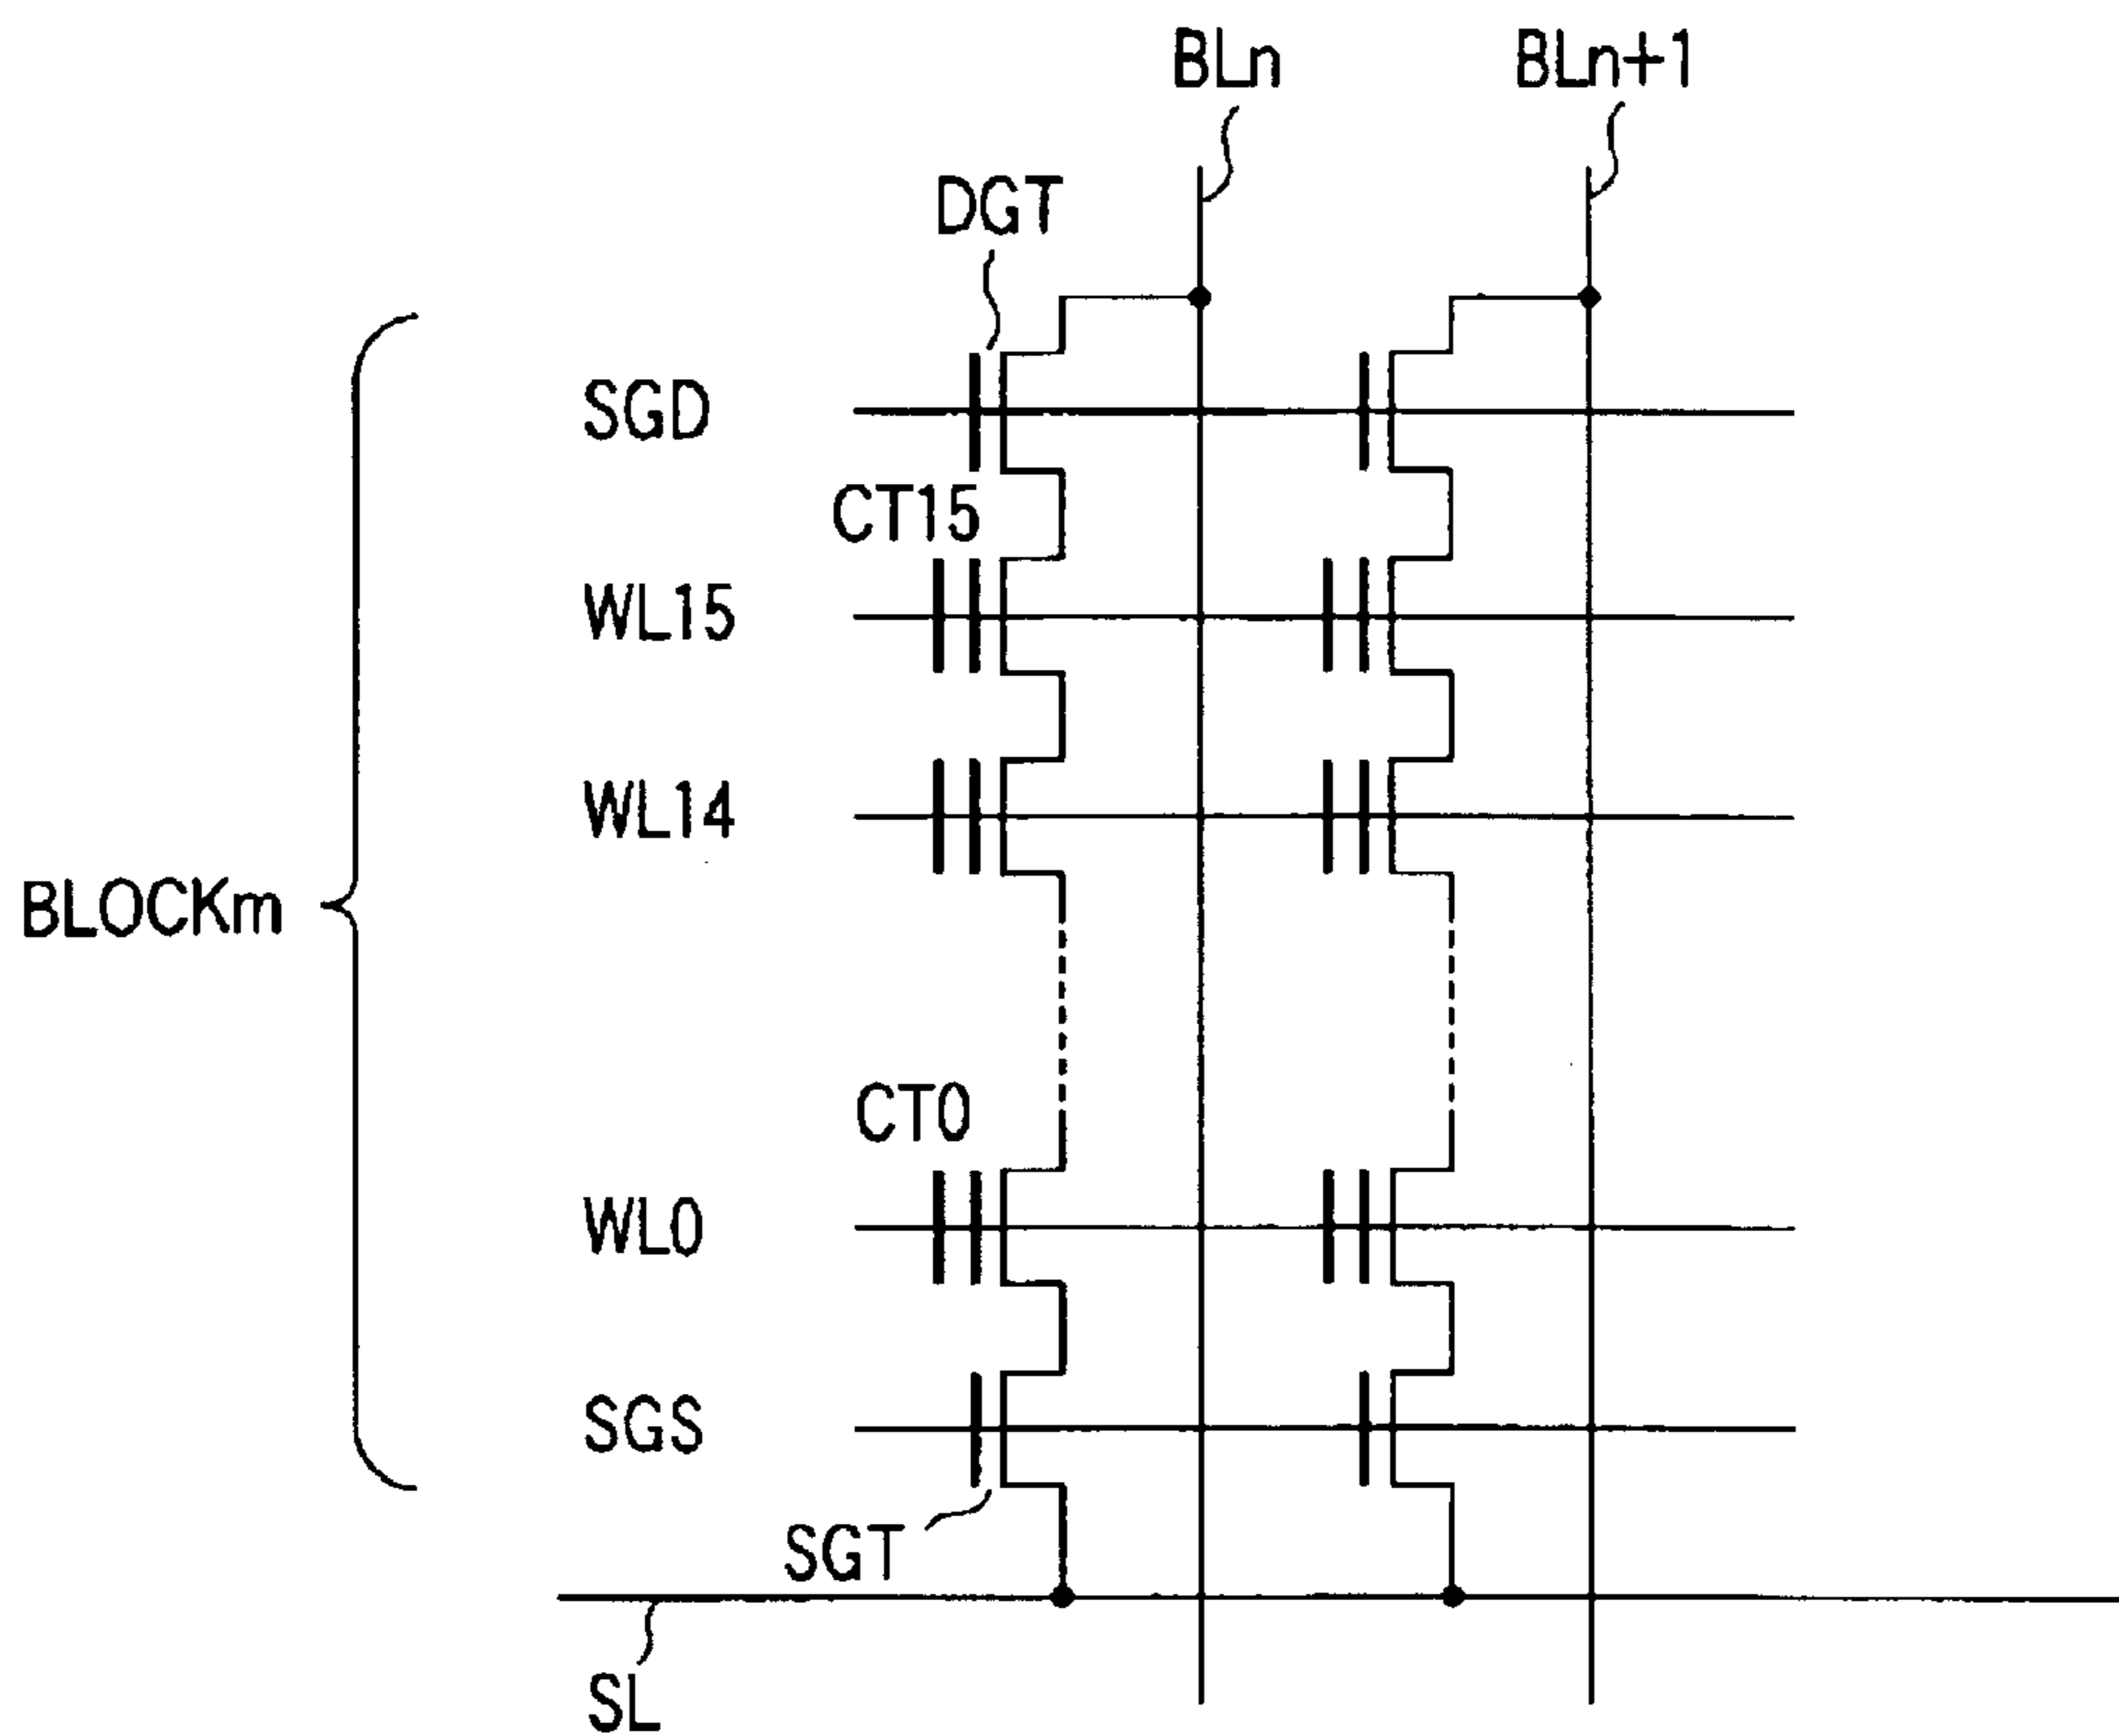 BLn
BLn+1
DGT
SGD
CT15
WL15
WL14
BLOCKm
CT0
WL0
SGS
SGT
SL